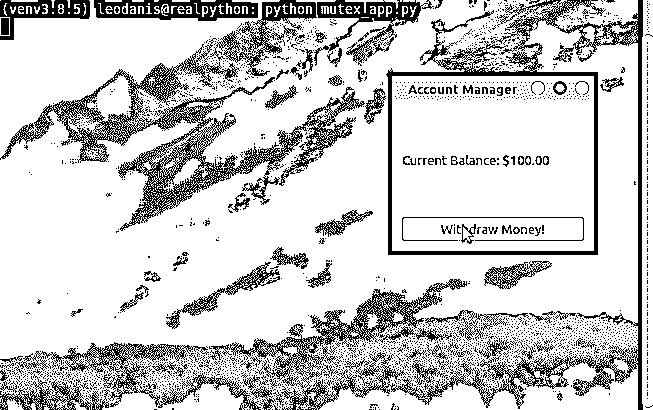 (venv3.8.5) leodanis@realpython: python mutex_app.py
Account Manager
Current Balance: $100.00
Withdraw Money!